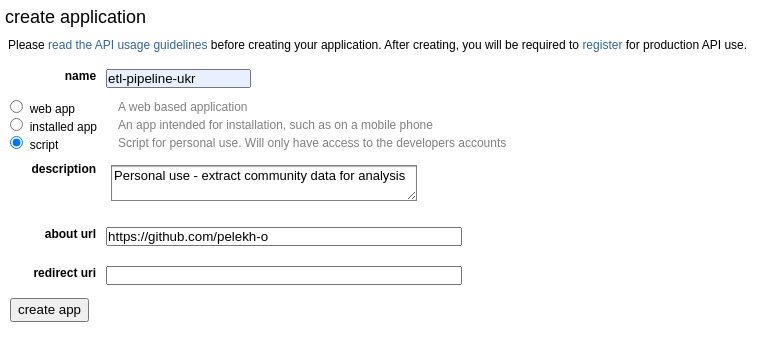 create application
Please read the API usage guidelines before creating your application. After creating, you will be required to register for production API use.
name etl-pipeline-ukr
web app A web based application
installed app An app intended for installation, such as on a mobile phone
script Script for personal use. Will only have access to the developers accounts
description Personal use - extract community data for analysis
about url https://github.com/pelekh-o
redirect uri
create app